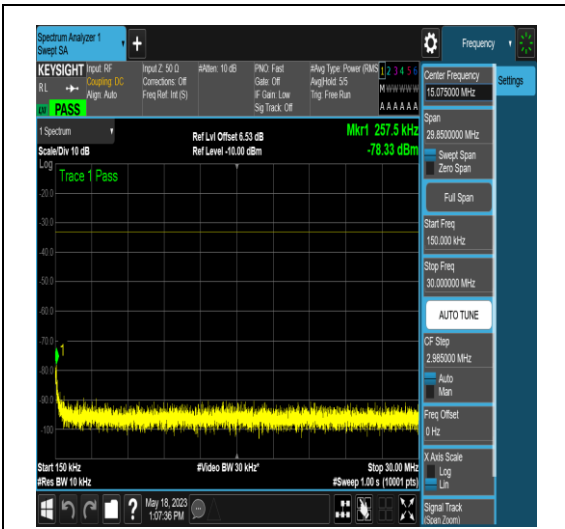 Spectrum Analyzer 1
Swept SA
+
Frequency
KEYSIGHT
RL
PASS
Input: RF
Coupling: DC
Align: Auto
Input Z: 50 Ω
Corrections: Off
Freq Ref: Int (S)
#Atten: 10 dB
PNO: Fast
Gate: Off
IF Gain: Low
Sig Track: Off
#Avg Type: Power (RMS
Avg|Hold: 5/5
Trig: Free Run
1 2 3 4 5 6
M W W W W W
A A A A A A
1 Spectrum
Scale/Div 10 dB
Ref Lvl Offset 6.53 dB
Ref Level -10.00 dBm
Mkr1 257.5 kHz
-78.33 dBm
Log
Trace 1 Pass
-20.0
-30.0
-40.0
-50.0
-60.0
-70.0
-80.0
-90.0
-100
1
Start 150 kHz
#Res BW 10 kHz
#Video BW 30 kHz*
Stop 30.00 MHz
#Sweep 1.00 s (10001 pts)
Center Frequency
15.075000 MHz
Settings
Span
29.8500000 MHz
Swept Span
Zero Span
Full Span
Start Freq
150.000 kHz
Stop Freq
30.000000 MHz
AUTO TUNE
CF Step
2.985000 MHz
Auto
Man
Freq Offset
0 Hz
X Axis Scale
Log
Lin
Signal Track
(Span Zoom)
?
May 18, 2023
1:07:36 PM